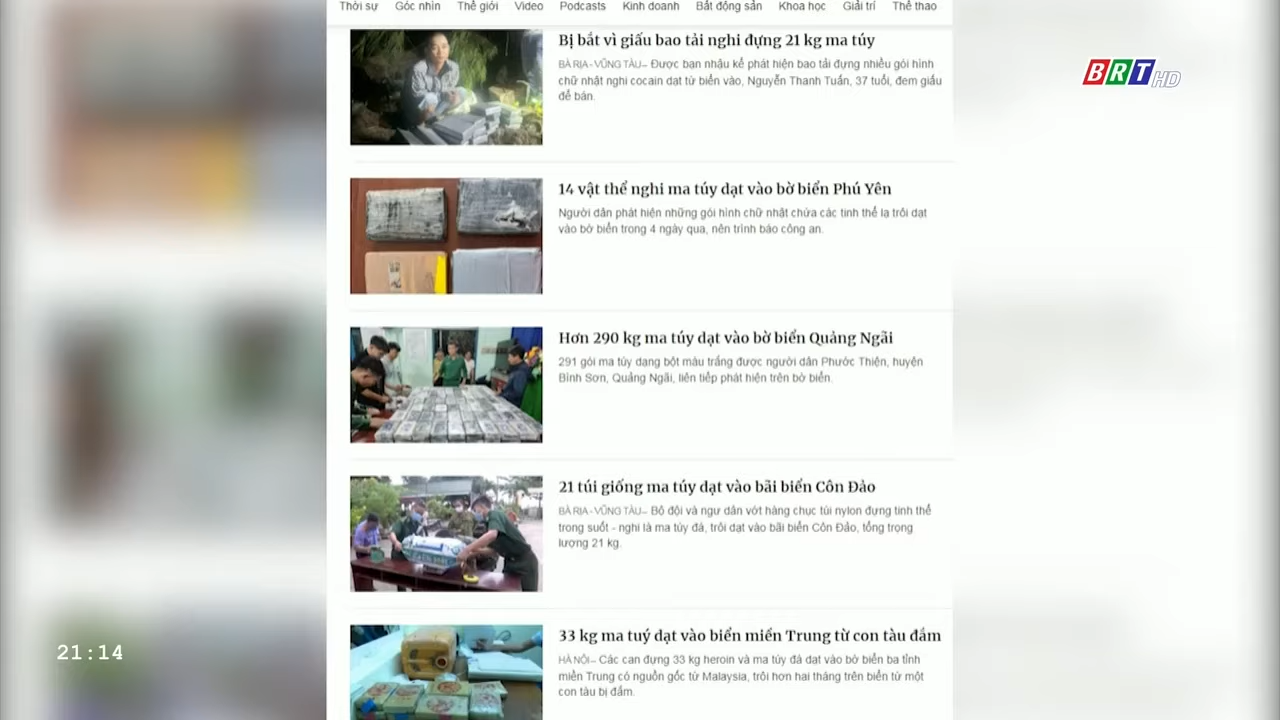 Thời sự Góc nhìn Thế giới Video Podcasts Kinh doanh Bất động sản Khoa học Giải trí Thể thao
BRT HD
Bị bắt vì giấu bao tải nghi đựng 21 kg ma túy
BÀ RỊA - VŨNG TÀU – Được bạn nhậu kể phát hiện bao tải đựng nhiều gói hình
chữ nhật nghi cocain dạt từ biển vào, Nguyễn Thanh Tuấn, 37 tuổi, đem giấu
để bán.
14 vật thể nghi ma túy dạt vào bờ biển Phú Yên
Người dân phát hiện những gói hình chữ nhật chứa các tinh thể lạ trôi dạt
vào bờ biển trong 4 ngày qua, nên trình báo công an.
Hơn 290 kg ma túy dạt vào bờ biển Quảng Ngãi
291 gói ma túy dạng bột màu trắng được người dân Phước Thiện, huyện
Bình Sơn, Quảng Ngãi, liên tiếp phát hiện trên bờ biển.
21 túi giống ma túy dạt vào bãi biển Côn Đảo
BÀ RỊA - VŨNG TÀU – Bộ đội và ngư dân vớt hàng chục túi nylon đựng tinh thể
trong suốt - nghi là ma túy đá, trôi dạt vào bãi biển Côn Đảo, tổng trọng
lượng 21 kg.
33 kg ma tuý dạt vào biển miền Trung từ con tàu đắm
HÀ NỘI – Các can đựng 33 kg heroin và ma túy đá dạt vào bờ biển ba tỉnh
miền Trung có nguồn gốc từ Malaysia, trôi hơn hai tháng trên biển từ một
con tàu bị đắm.
21:14